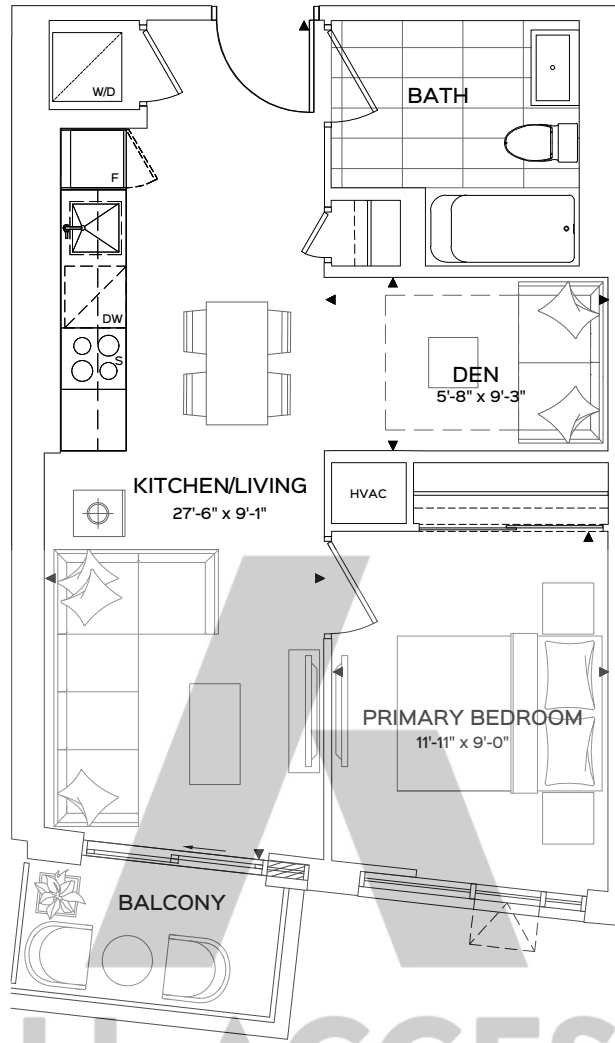 W/D
BATH
F
DW
S
DEN
5'-8" x 9'-3"
KITCHEN/LIVING
27'-6" x 9'-1"
HVAC
PRIMARY BEDROOM
11'-11" x 9'-0"
BALCONY